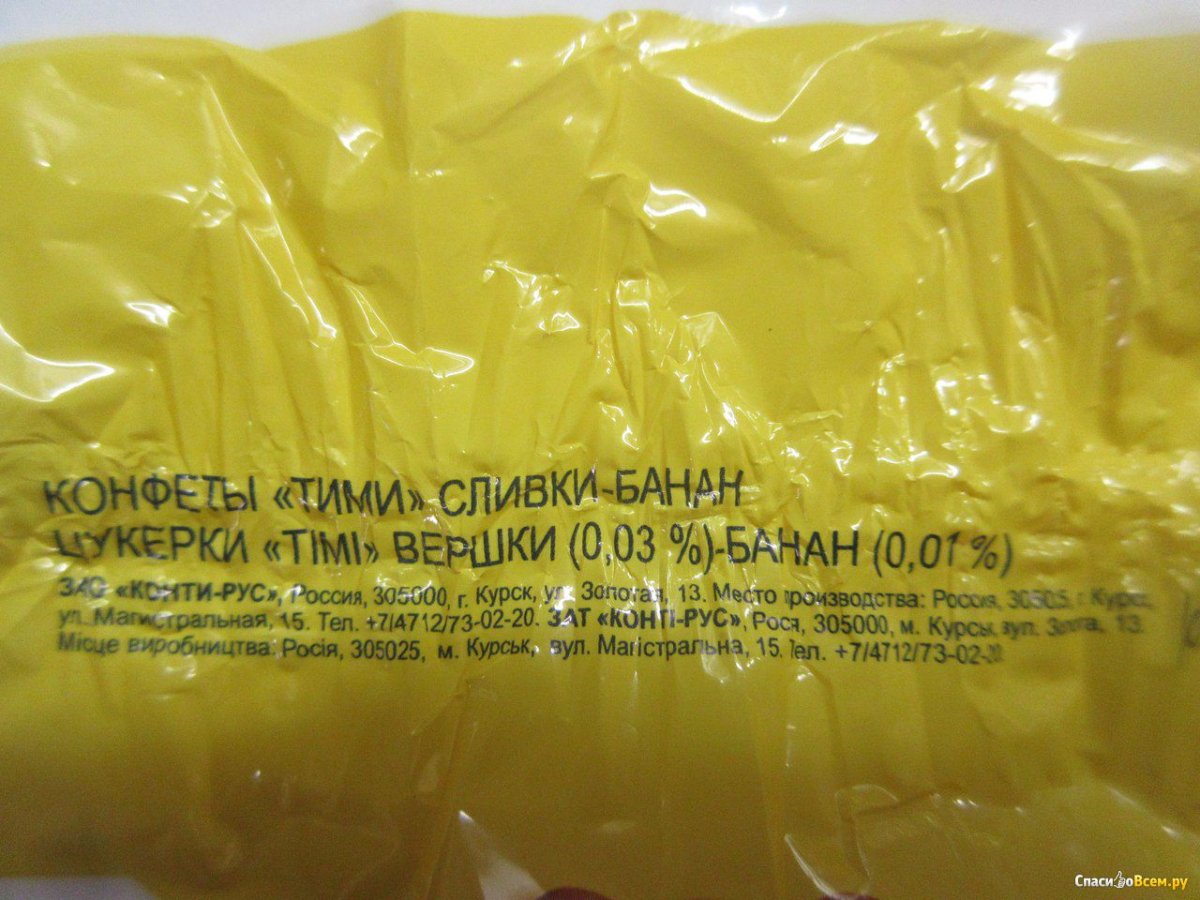 КОНФЕТЫ «ТИМИ» СЛИВКИ-БАНАН
ЦУКЕРКИ «ТІМІ» ВЕРШКИ (0,03 %)-БАНАН (0,01 %)
ЗАО «КОНТИ-РУС», Россия, 305000, г. Курск, ул. Золотая, 13. Место производства: Россия, г. Курск,
ул. Магистральная, 15. Тел. +7/4712/73-02-20. ЗАТ «КОНТІ-РУС», Росія, 305000, м. Курськ, вул. Золота, 13.
Місце виробництва: Росія, 305025, м. Курськ, вул. Магістральна, 15. Тел. +7/4712/73-02-20
СпасибоВсем.ру